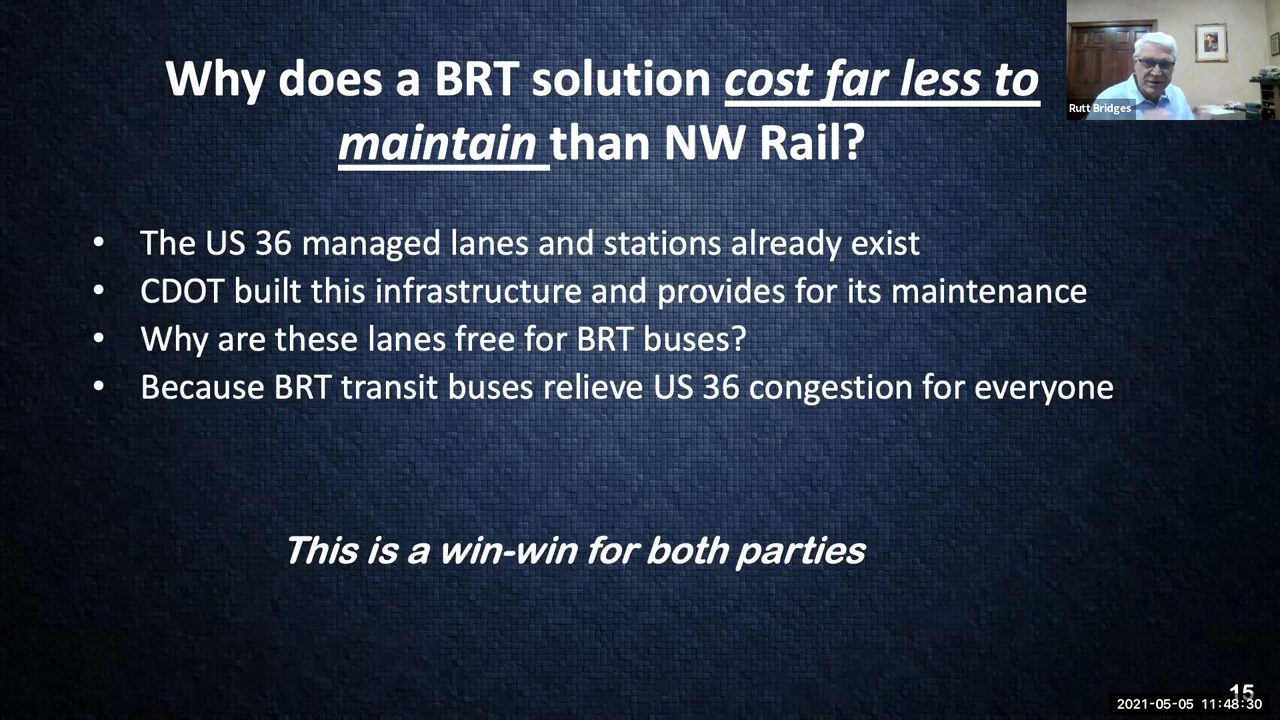 Why does a BRT solution cost far less to
maintain than NW Rail?
Rutt Bridges
• The US 36 managed lanes and stations already exist
• CDOT built this infrastructure and provides for its maintenance
• Why are these lanes free for BRT buses?
• Because BRT transit buses relieve US 36 congestion for everyone
This is a win-win for both parties
15
2021-05-05 11:48:30